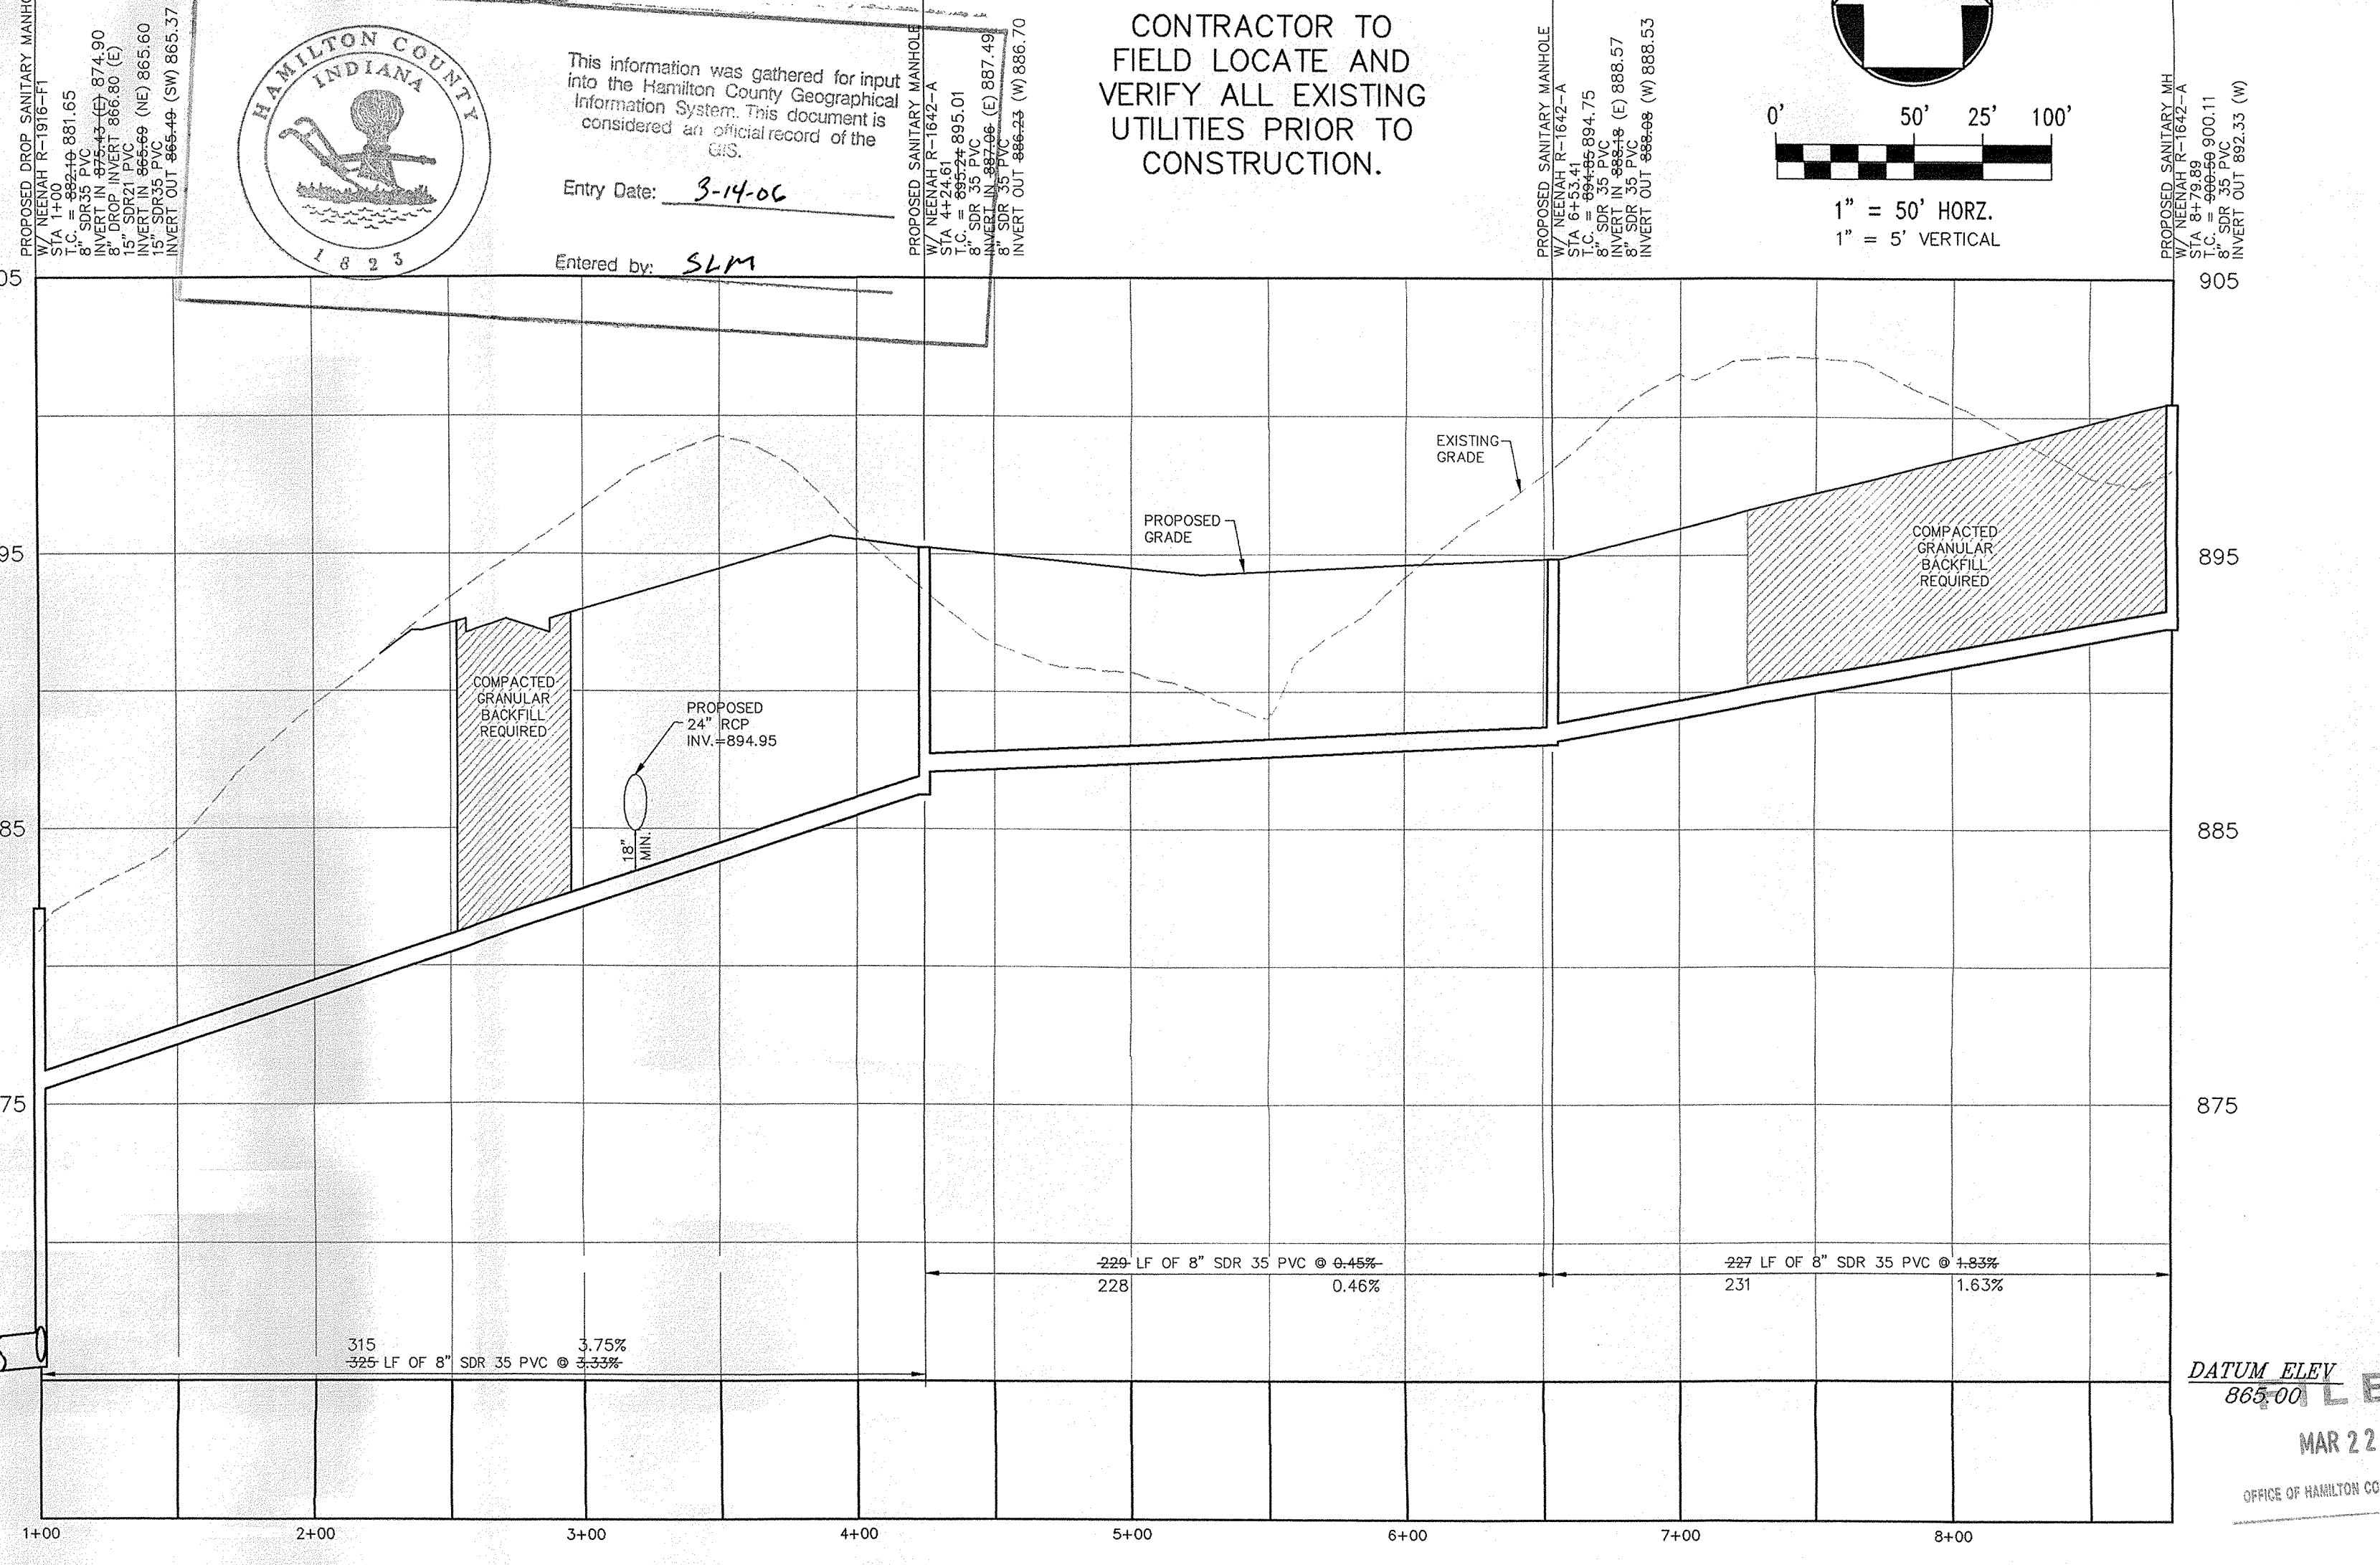 PROPOSED DROP SANITARY MANHO
W/ NEENAH R-1916-F1
STA 1+00
T.C. = 882.10 881.65
8" SDR35 PVC
INVERT IN 875.43 (E) 874.90
8" DROP INVERT 866.80 (E)
15" SDR21 PVC
INVERT IN (NE) 865.60
15" SDR35 PVC
INVERT OUT 865.49 (SW) 865.37
HAMILTON COUNTY
INDIANA
1823
This information was gathered for input
into the Hamilton County Geographical
Information System. This document is
considered an official record of the
GIS.
Entry Date: 3-14-06
Entered by: SLM
PROPOSED SANITARY MANHOLE
W/ NEENAH R-1642-A
STA 4+24.61
T.C. = 895.24 895.01
8" SDR 35 PVC
INVERT IN 887.06 (E) 887.49
8" SDR 35 PVC
INVERT OUT 886.23 (W) 886.70
CONTRACTOR TO
FIELD LOCATE AND
VERIFY ALL EXISTING
UTILITIES PRIOR TO
CONSTRUCTION.
PROPOSED SANITARY MANHOLE
W/ NEENAH R-1642-A
STA 6+53.41
T.C. = 894.85 894.75
8" SDR 35 PVC
INVERT IN 888.18 (E) 888.57
8" SDR 35 PVC
INVERT OUT 888.08 (W) 888.53
0' 50' 25' 100'
1" = 50' HORZ.
1" = 5' VERTICAL
PROPOSED SANITARY MH
W/ NEENAH R-1642-A
STA 8+79.89
T.C. = 900.50 900.11
8" SDR 35 PVC
INVERT OUT 892.33 (W)
05
905
EXISTING
GRADE
PROPOSED
GRADE
95
895
COMPACTED
GRANULAR
BACKFILL
REQUIRED
COMPACTED
GRANULAR
BACKFILL
REQUIRED
PROPOSED
24" RCP
INV.=894.95
18"
MIN.
85
885
75
875
229 LF OF 8" SDR 35 PVC @ 0.45%
228 0.46%
227 LF OF 8" SDR 35 PVC @ 1.83%
231 1.63%
315 3.75%
325 LF OF 8" SDR 35 PVC @ 3.33%
DATUM ELEV
865.00
FILE
MAR 22
OFFICE OF HAMILTON CO
1+00 2+00 3+00 4+00 5+00 6+00 7+00 8+00